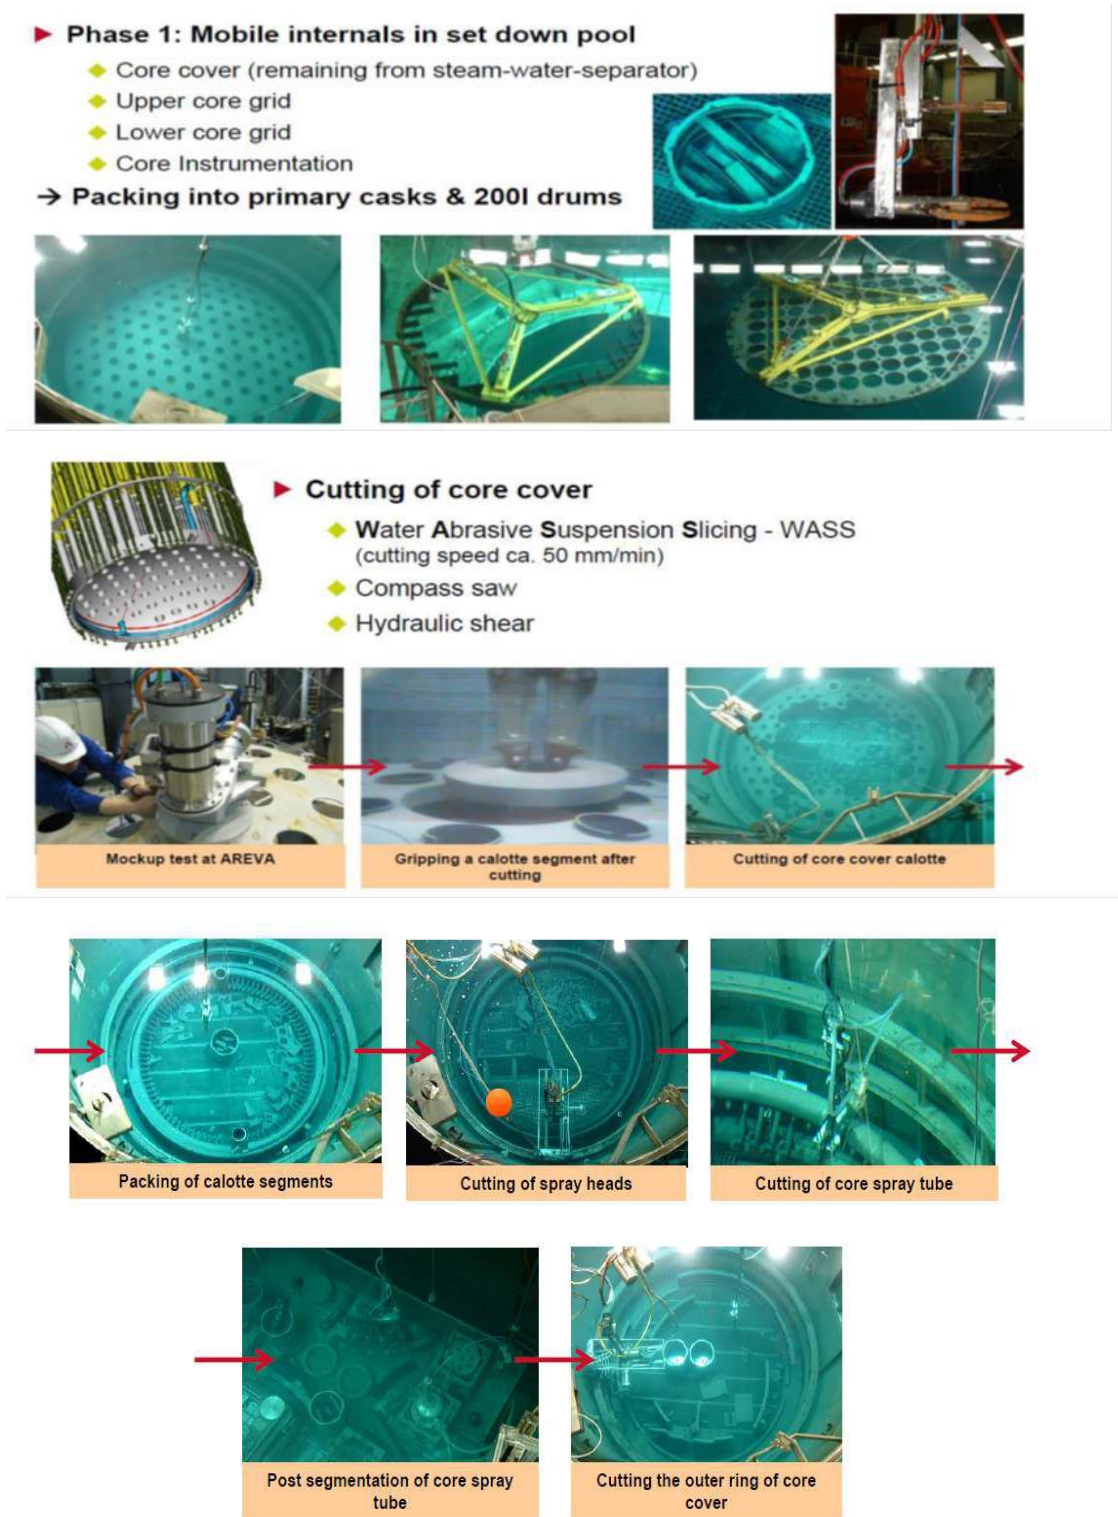 Phase 1: Mobile internals in set down pool
Core cover (remaining from steam-water-separator)
Upper core grid
Lower core grid
Core Instrumentation
→ Packing into primary casks & 200l drums
Cutting of core cover
Water Abrasive Suspension Slicing - WASS
(cutting speed ca. 50 mm/min)
Compass saw
Hydraulic shear
Mockup test at AREVA
Gripping a calotte segment after
cutting
Cutting of core cover calotte
Packing of calotte segments
Cutting of spray heads
Cutting of core spray tube
Post segmentation of core spray
tube
Cutting the outer ring of core
cover